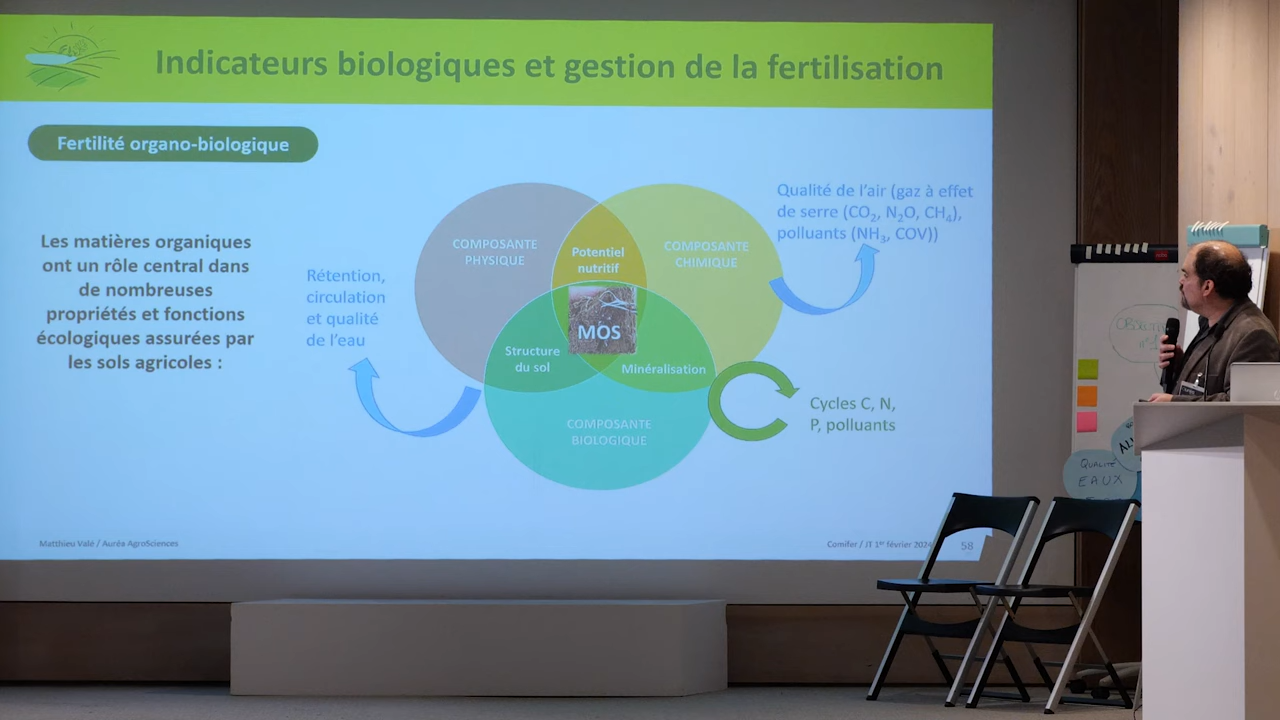 Indicateurs biologiques et gestion de la fertilisation
Fertilité organo-biologique
Les matières organiques
ont un rôle central dans
de nombreuses
propriétés et fonctions
écologiques assurées par
les sols agricoles :
Rétention,
circulation
et qualité
de l'eau
COMPOSANTE
PHYSIQUE
Potentiel
nutritif
COMPOSANTE
CHIMIQUE
MOS
Structure
du sol
Minéralisation
COMPOSANTE
BIOLOGIQUE
Qualité de l'air (gaz à effet
de serre (CO₂, N₂O, CH₄),
polluants (NH₃, COV))
Cycles C, N,
P, polluants
Matthieu Valé / Auréa AgroSciences
Comifer / JT 1er février 2024
58
QUALITÉ
EAUX